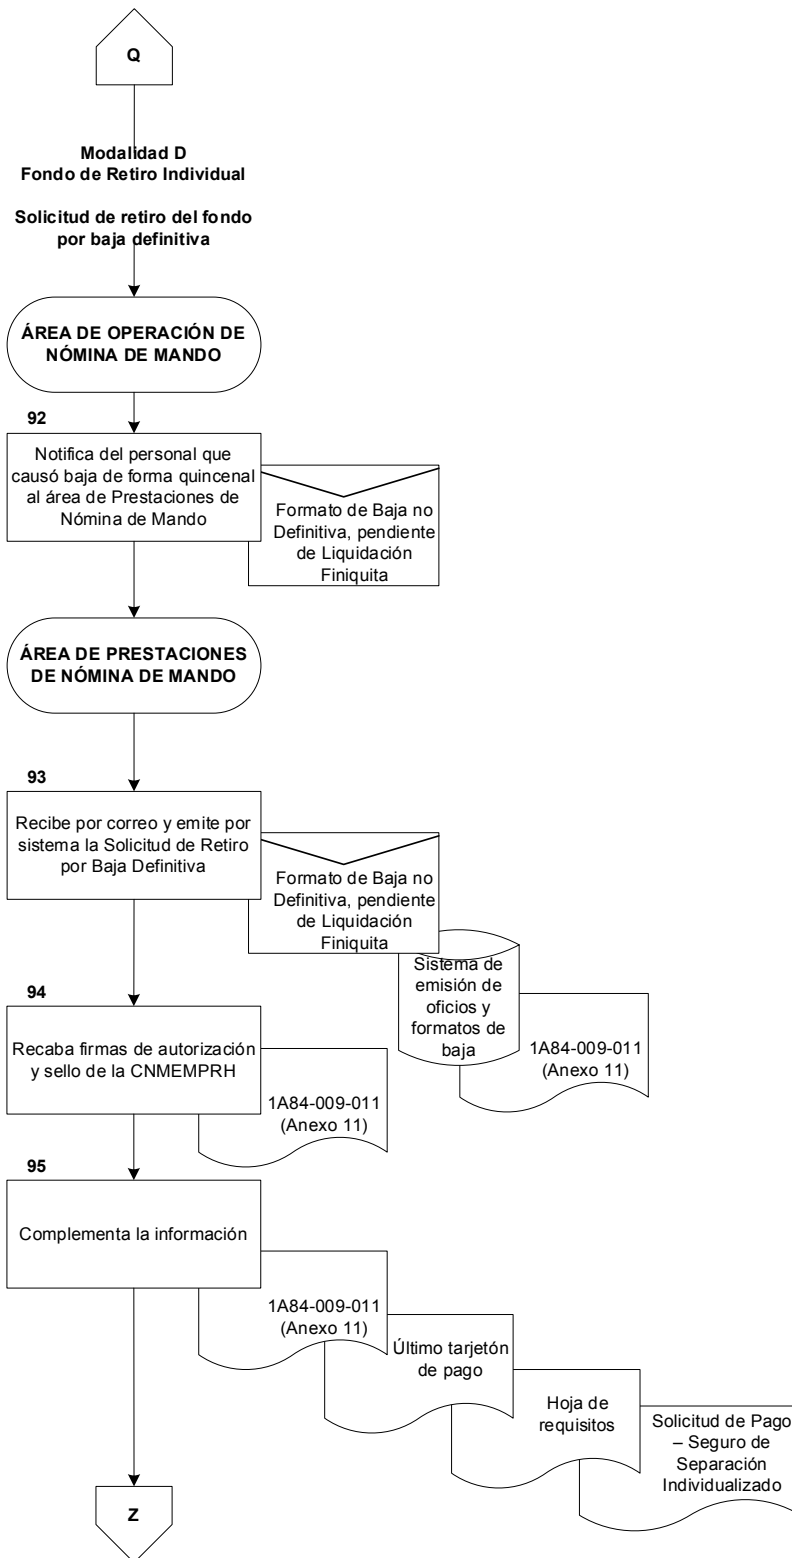 Q
Modalidad D
Fondo de Retiro Individual
Solicitud de retiro del fondo
por baja definitiva
ÁREA DE OPERACIÓN DE
NÓMINA DE MANDO
92
Notifica del personal que
causó baja de forma quincenal
al área de Prestaciones de
Nómina de Mando
Formato de Baja no
Definitiva, pendiente
de Liquidación
Finiquita
ÁREA DE PRESTACIONES
DE NÓMINA DE MANDO
93
Recibe por correo y emite por
sistema la Solicitud de Retiro
por Baja Definitiva
Formato de Baja no
Definitiva, pendiente
de Liquidación
Finiquita
Sistema de
emisión de
oficios y
formatos de
baja
1A84-009-011
(Anexo 11)
94
Recaba firmas de autorización
y sello de la CNMEMPRH
1A84-009-011
(Anexo 11)
95
Complementa la información
1A84-009-011
(Anexo 11)
Último tarjetón
de pago
Hoja de
requisitos
Solicitud de Pago
– Seguro de
Separación
Individualizado
Z